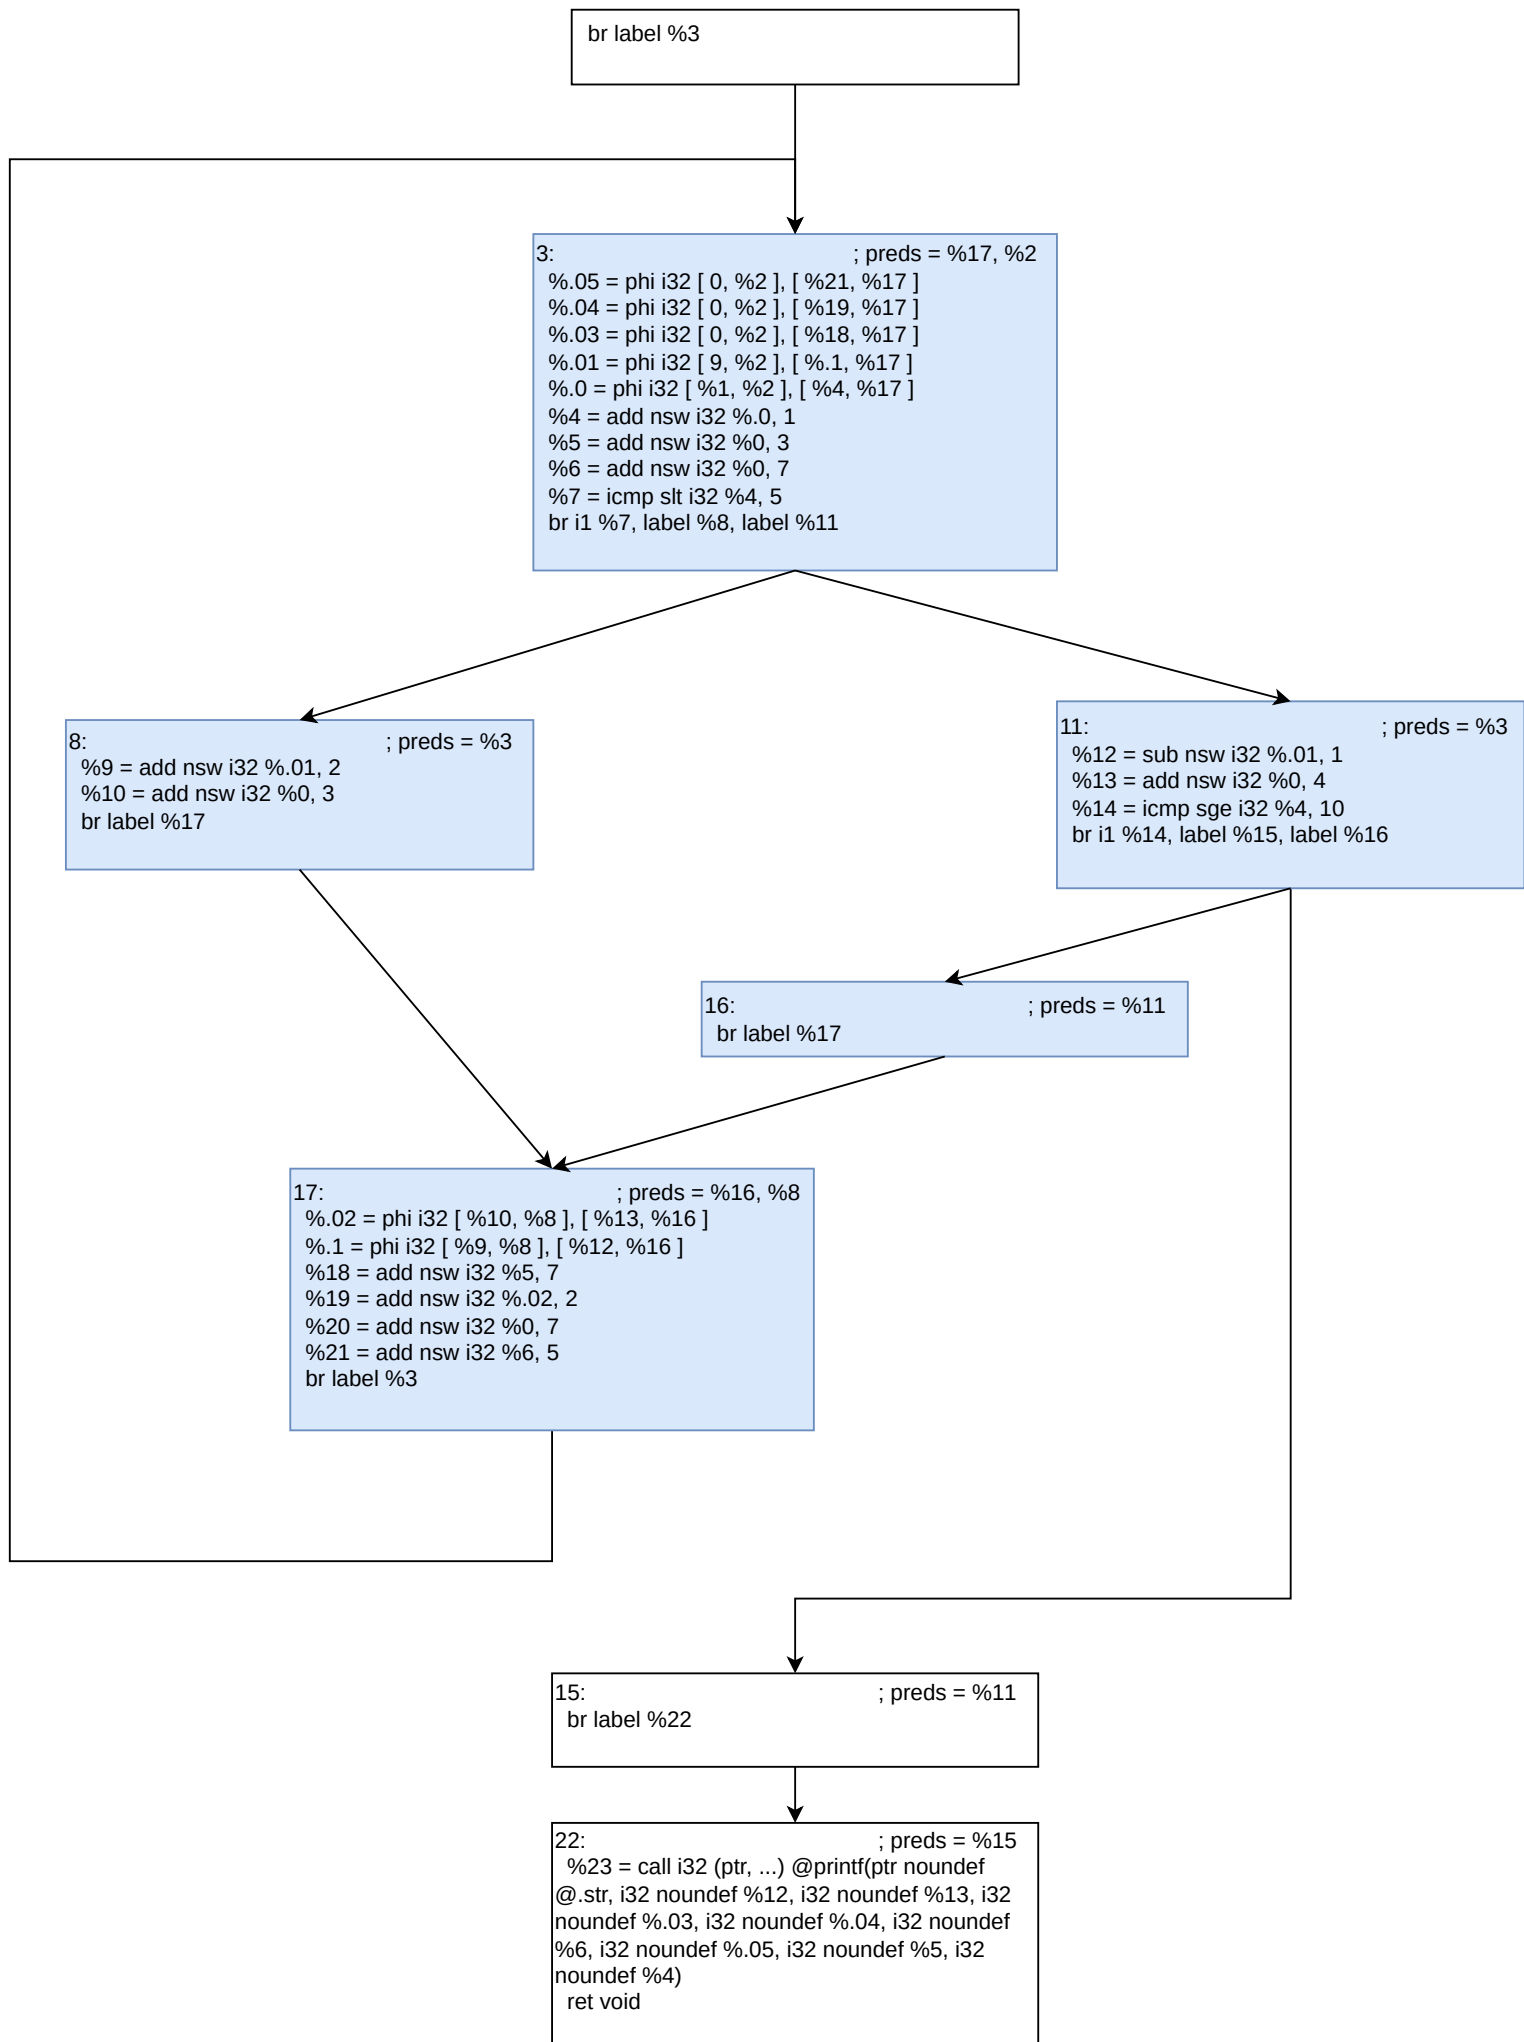 br label %3
3: ; preds = %17, %2
%.05 = phi i32 [ 0, %2 ], [ %21, %17 ]
%.04 = phi i32 [ 0, %2 ], [ %19, %17 ]
%.03 = phi i32 [ 0, %2 ], [ %18, %17 ]
%.01 = phi i32 [ 9, %2 ], [ %.1, %17 ]
%.0 = phi i32 [ %1, %2 ], [ %4, %17 ]
%4 = add nsw i32 %.0, 1
%5 = add nsw i32 %0, 3
%6 = add nsw i32 %0, 7
%7 = icmp slt i32 %4, 5
br i1 %7, label %8, label %11
8: ; preds = %3
%9 = add nsw i32 %.01, 2
%10 = add nsw i32 %0, 3
br label %17
11: ; preds = %3
%12 = sub nsw i32 %.01, 1
%13 = add nsw i32 %0, 4
%14 = icmp sge i32 %4, 10
br i1 %14, label %15, label %16
16: ; preds = %11
br label %17
17: ; preds = %16, %8
%.02 = phi i32 [ %10, %8 ], [ %13, %16 ]
%.1 = phi i32 [ %9, %8 ], [ %12, %16 ]
%18 = add nsw i32 %5, 7
%19 = add nsw i32 %.02, 2
%20 = add nsw i32 %0, 7
%21 = add nsw i32 %6, 5
br label %3
15: ; preds = %11
br label %22
22: ; preds = %15
%23 = call i32 (ptr, ...) @printf(ptr noundef
@.str, i32 noundef %12, i32 noundef %13, i32
noundef %.03, i32 noundef %.04, i32 noundef
%6, i32 noundef %.05, i32 noundef %5, i32
noundef %4)
ret void